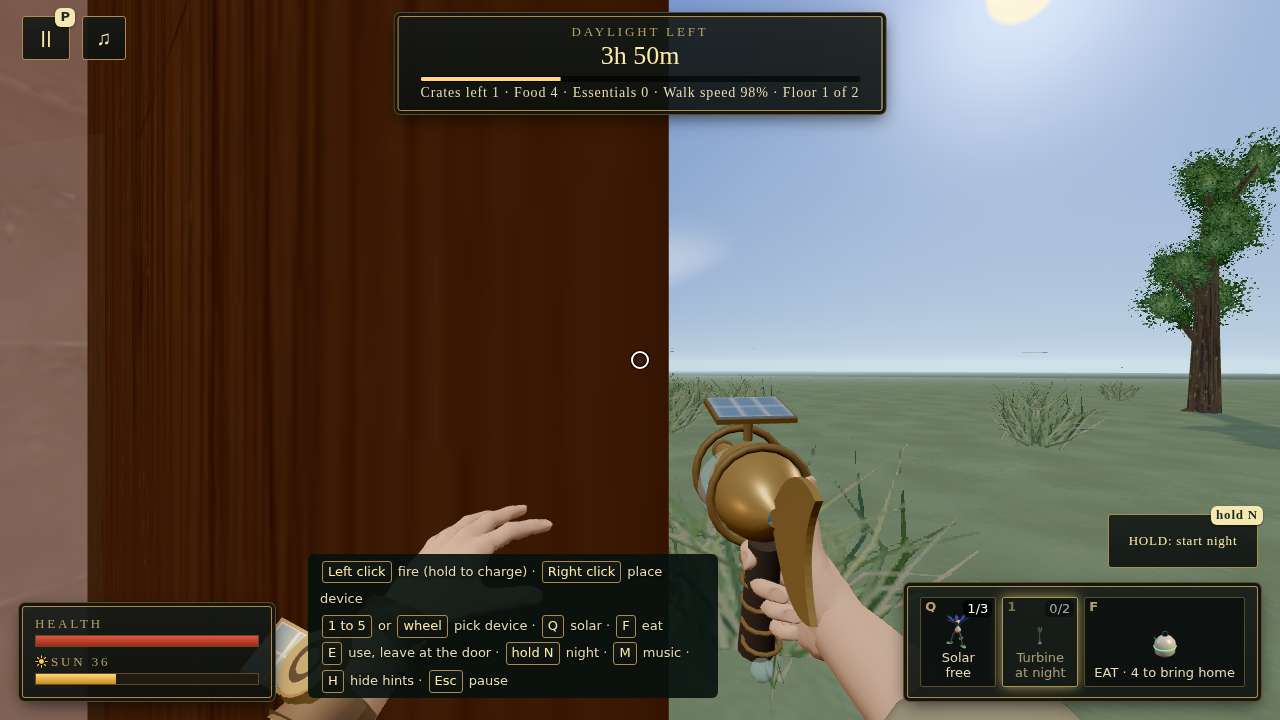 P
DAYLIGHT LEFT
3h 50m
Crates left 1 · Food 4 · Essentials 0 · Walk speed 98% · Floor 1 of 2
hold N
HOLD: start night
Left click fire (hold to charge) · Right click place
device
1 to 5 or wheel pick device · Q solar · F eat
E use, leave at the door · hold N night · M music ·
H hide hints · Esc pause
HEALTH
SUN 36
Q 1/3
Solar
free
1 0/2
Turbine
at night
F
EAT · 4 to bring home